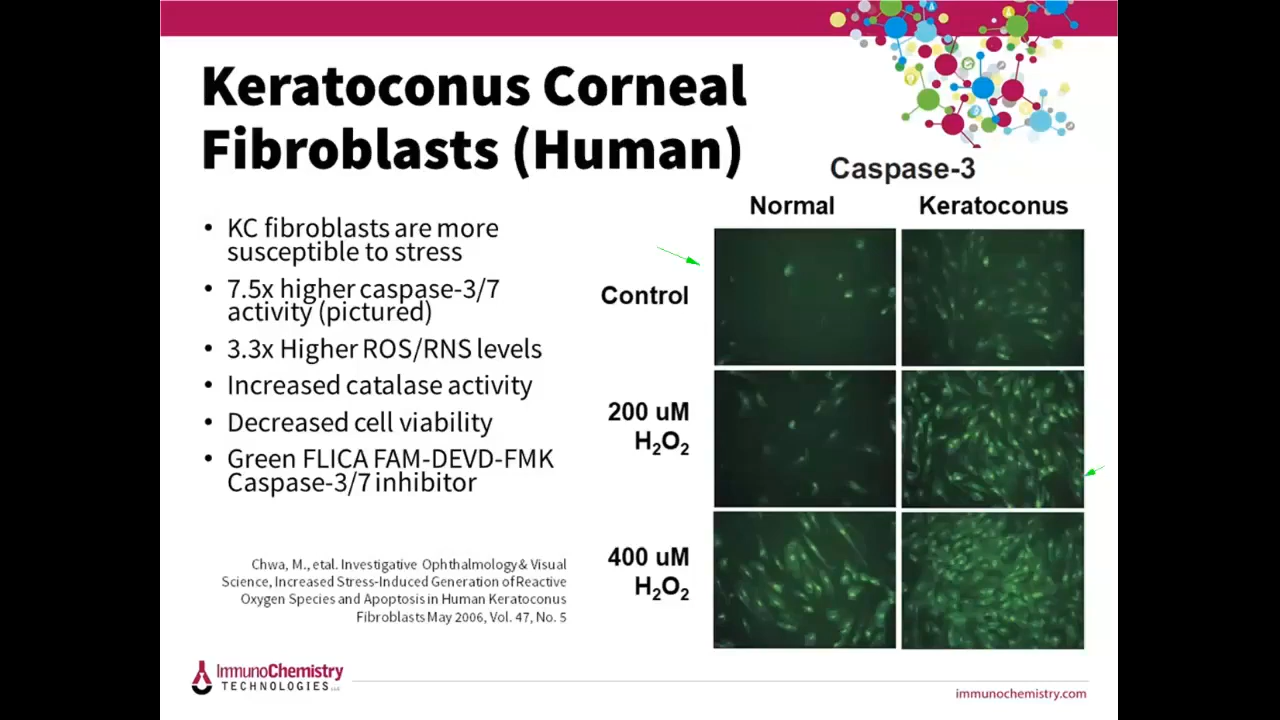 Keratoconus Corneal
Fibroblasts (Human)
• KC fibroblasts are more
susceptible to stress
• 7.5x higher caspase-3/7
activity (pictured)
• 3.3x Higher ROS/RNS levels
• Increased catalase activity
• Decreased cell viability
• Green FLICA FAM-DEVD-FMK
Caspase-3/7 inhibitor
Chwa, M., etal. Investigative Ophthalmology & Visual
Science, Increased Stress-Induced Generation of Reactive
Oxygen Species and Apoptosis in Human Keratoconus
Fibroblasts May 2006, Vol. 47, No. 5
Caspase-3
Normal Keratoconus
Control
200 uM
H₂O₂
400 uM
H₂O₂
ImmunoChemistry
TECHNOLOGIES LLC
immunochemistry.com